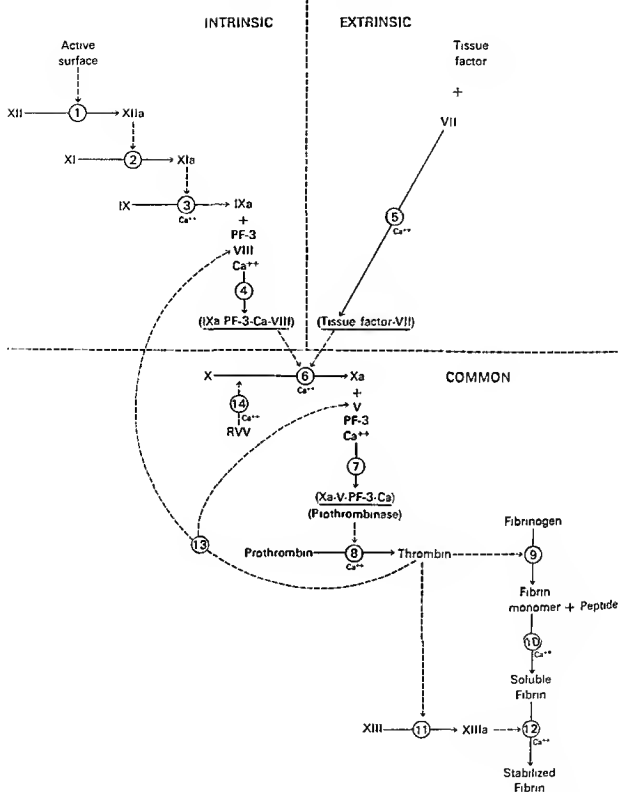 INTRINSIC
EXTRINSIC
Active
surface
Tissue
factor
+
VII
XII
1
XIIa
XI
2
XIa
IX
3
Ca++
IXa
+
PF-3
VIII
Ca++
4
5
Ca++
(IXa PF-3-Ca-VIII)
(Tissue factor-VII)
COMMON
X
6
Ca++
Xa
+
V
PF-3
Ca++
14
Ca++
RVV
7
(Xa-V-PF-3-Ca)
(Prothrombinase)
13
Prothrombin
8
Ca++
Thrombin
Fibrinogen
9
Fibrin
monomer + Peptide
10
Ca++
Soluble
Fibrin
XIII
11
XIIIa
12
Ca++
Stabilized
Fibrin